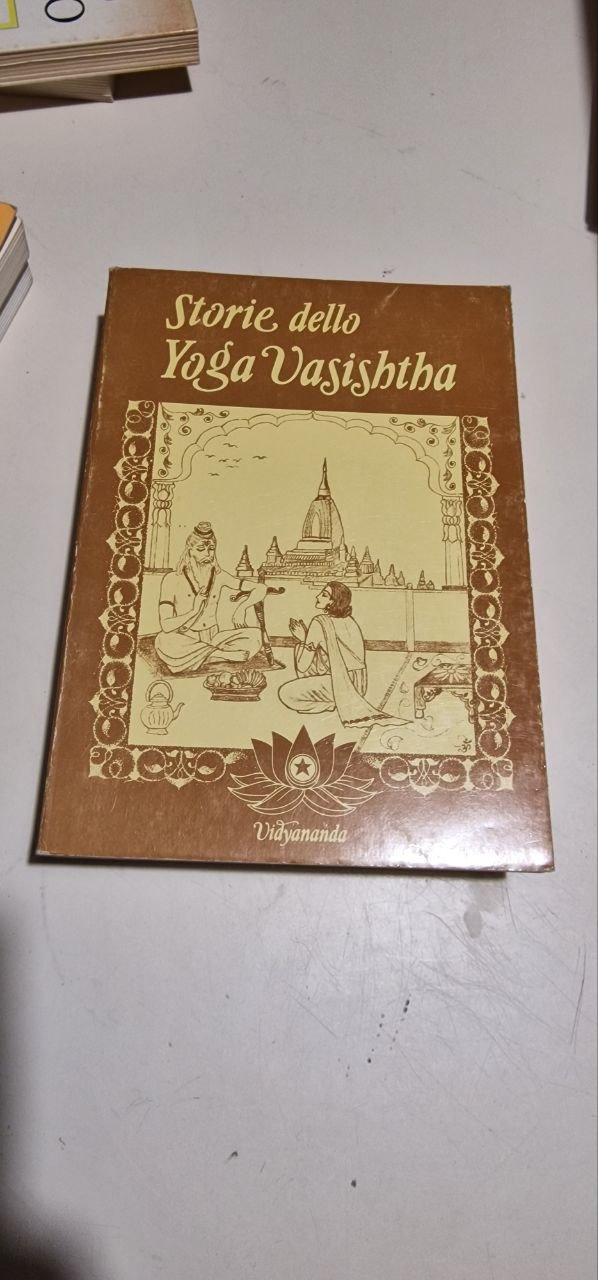 Storie dello
Yoga Vasishtha
Vidyananda